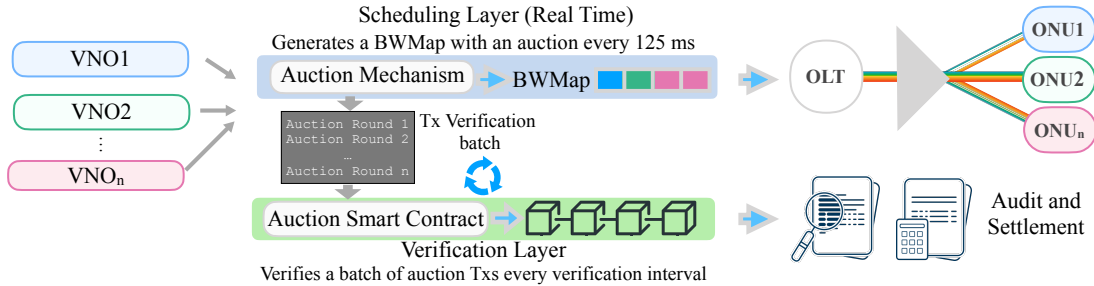 Scheduling Layer (Real Time)
Generates a BWMap with an auction every 125 ms
VNO1
VNO2
⋮
VNOn
Auction Mechanism
BWMap
Auction Round 1
Auction Round 2
…
Auction Round n
Tx Verification
batch
Auction Smart Contract
Verification Layer
Verifies a batch of auction Txs every verification interval
OLT
ONU1
ONU2
ONUn
Audit and
Settlement